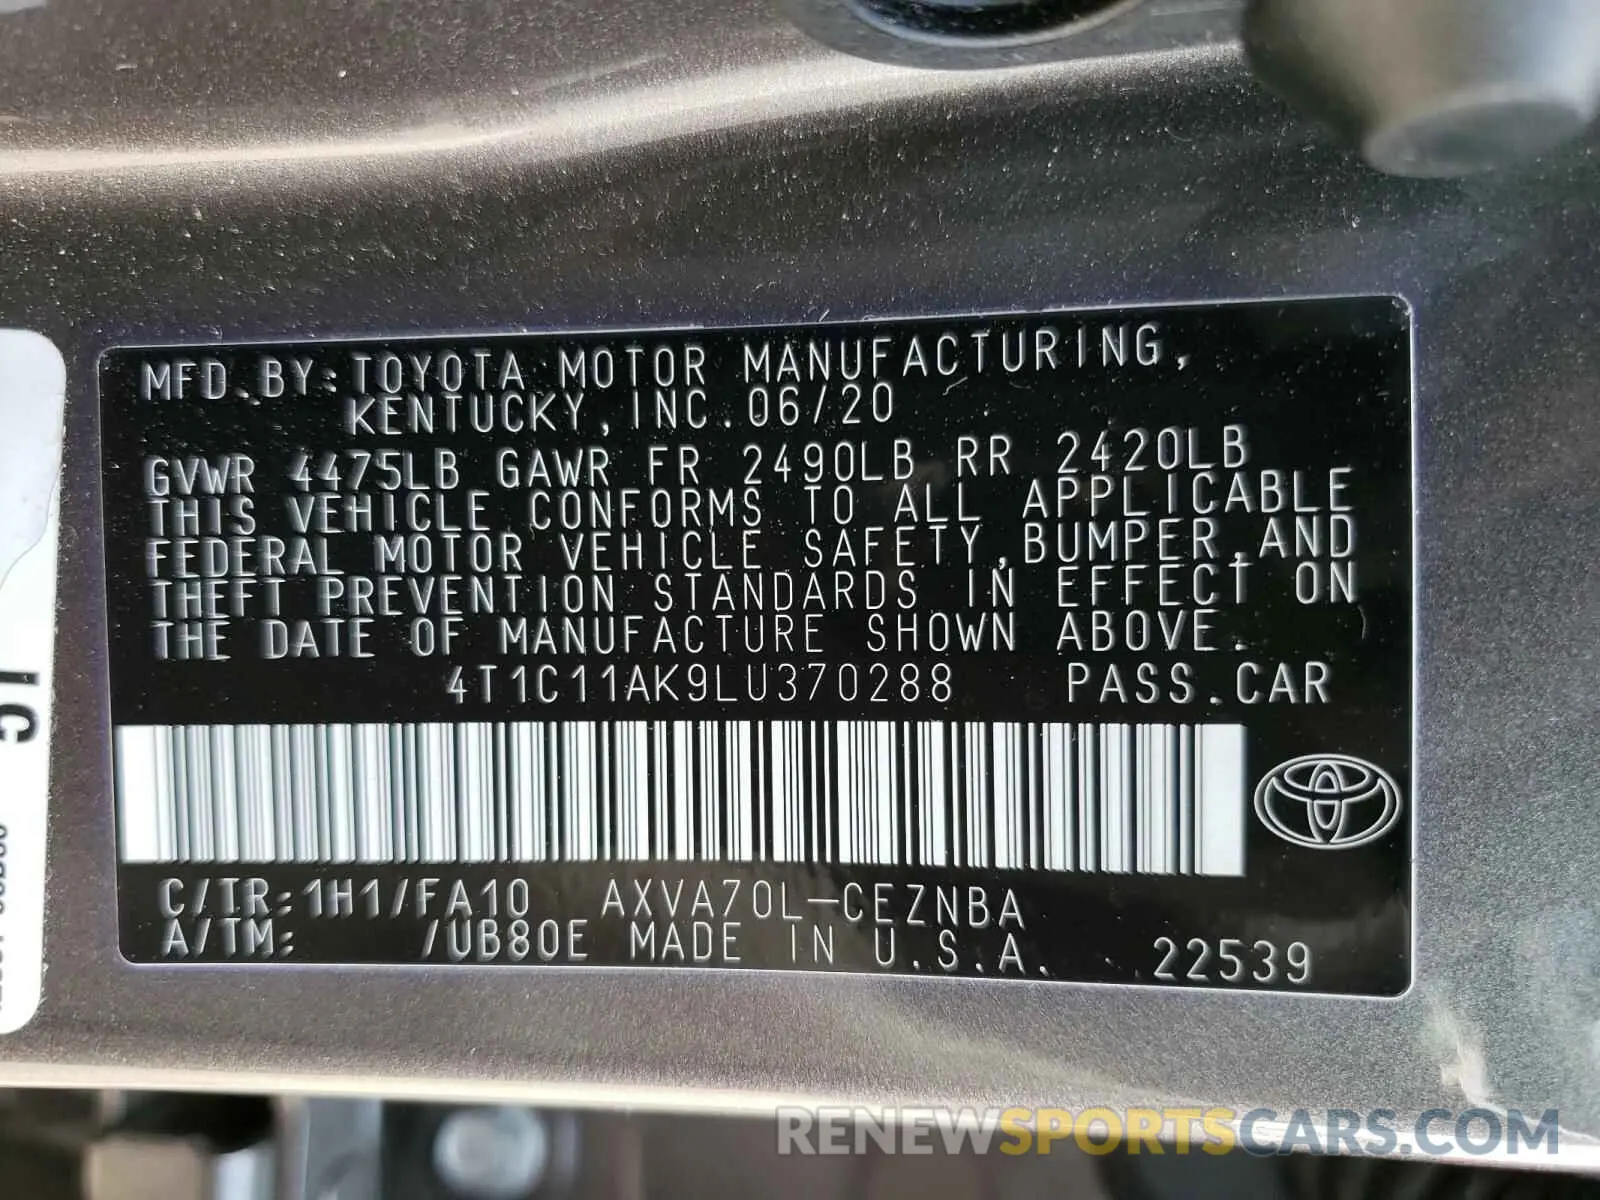 MFD.BY:TOYOTA MOTOR MANUFACTURING,
KENTUCKY,INC.06/20
GVWR 4475LB GAWR FR 2490LB RR 2420LB
THIS VEHICLE CONFORMS TO ALL APPLICABLE
FEDERAL MOTOR VEHICLE SAFETY,BUMPER,AND
THEFT PREVENTION STANDARDS IN EFFECT ON
THE DATE OF MANUFACTURE SHOWN ABOVE.
4T1C11AK9LU370288 PASS.CAR
C/TR:1H1/FA10 AXVA70L-CEZNBA
A/TM: /UB80E MADE IN U.S.A. 22539
RENEWSPORTSCARS.COM